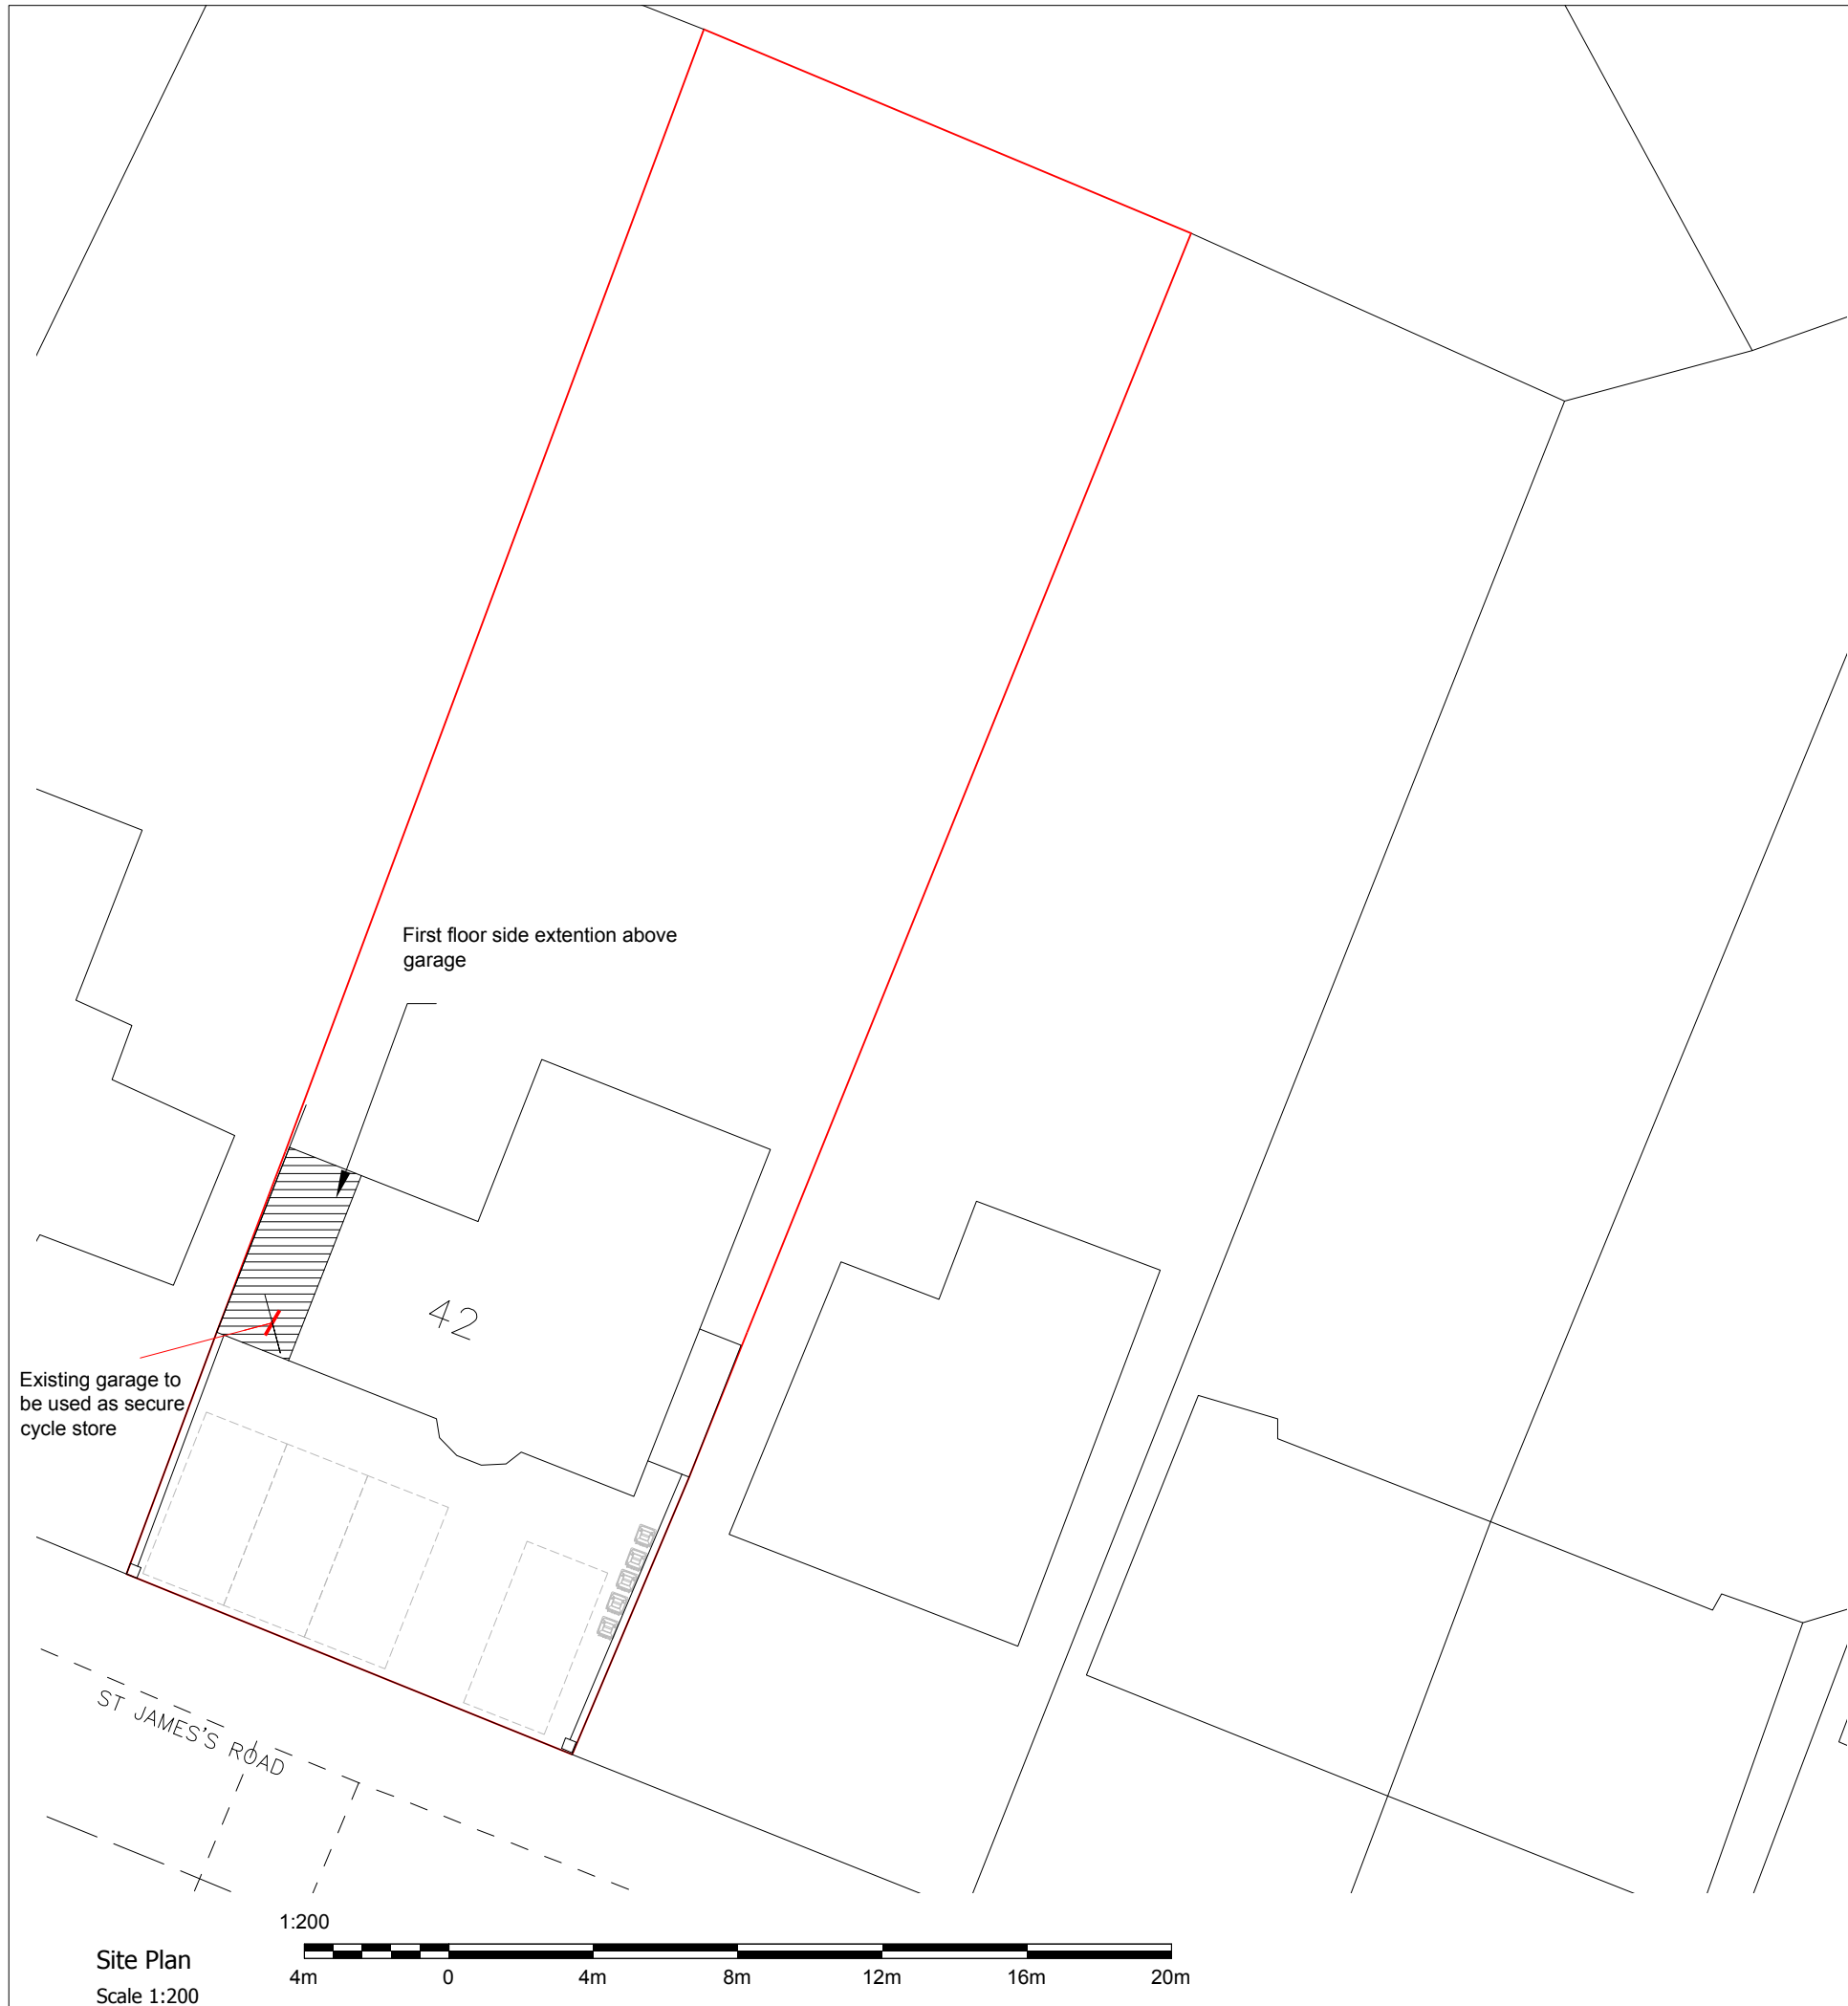 First floor side extention above
garage
42
Existing garage to
be used as secure
cycle store
ST JAMES'S ROAD
1:200
Site Plan
4m 0 4m 8m 12m 16m 20m
Scale 1:200